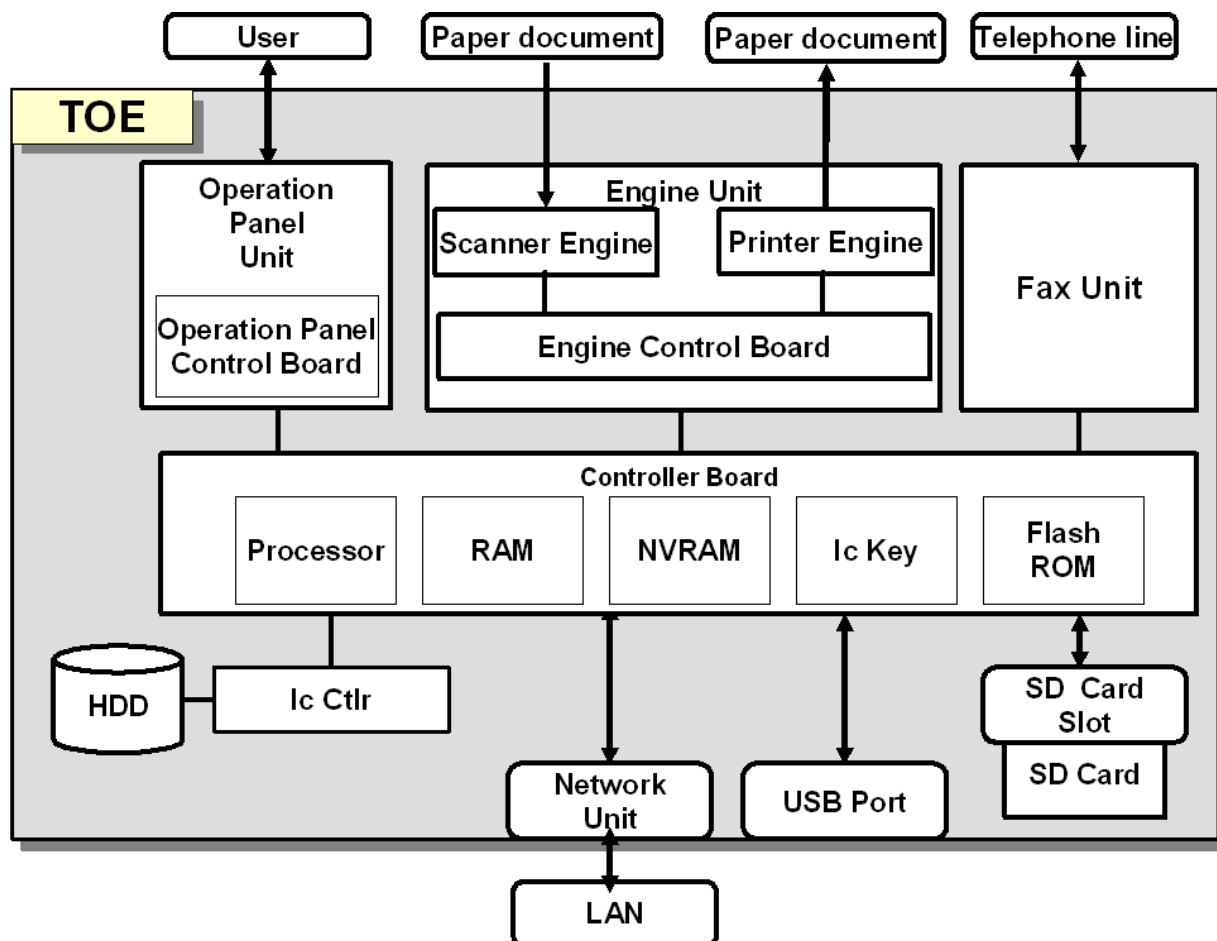 User
Paper document
Paper document
Telephone line
TOE
Operation
Panel
Unit
Operation Panel
Control Board
Engine Unit
Scanner Engine
Printer Engine
Engine Control Board
Fax Unit
Controller Board
Processor
RAM
NVRAM
Ic Key
Flash
ROM
HDD
Ic Ctlr
Network
Unit
USB Port
SD Card
Slot
SD Card
LAN